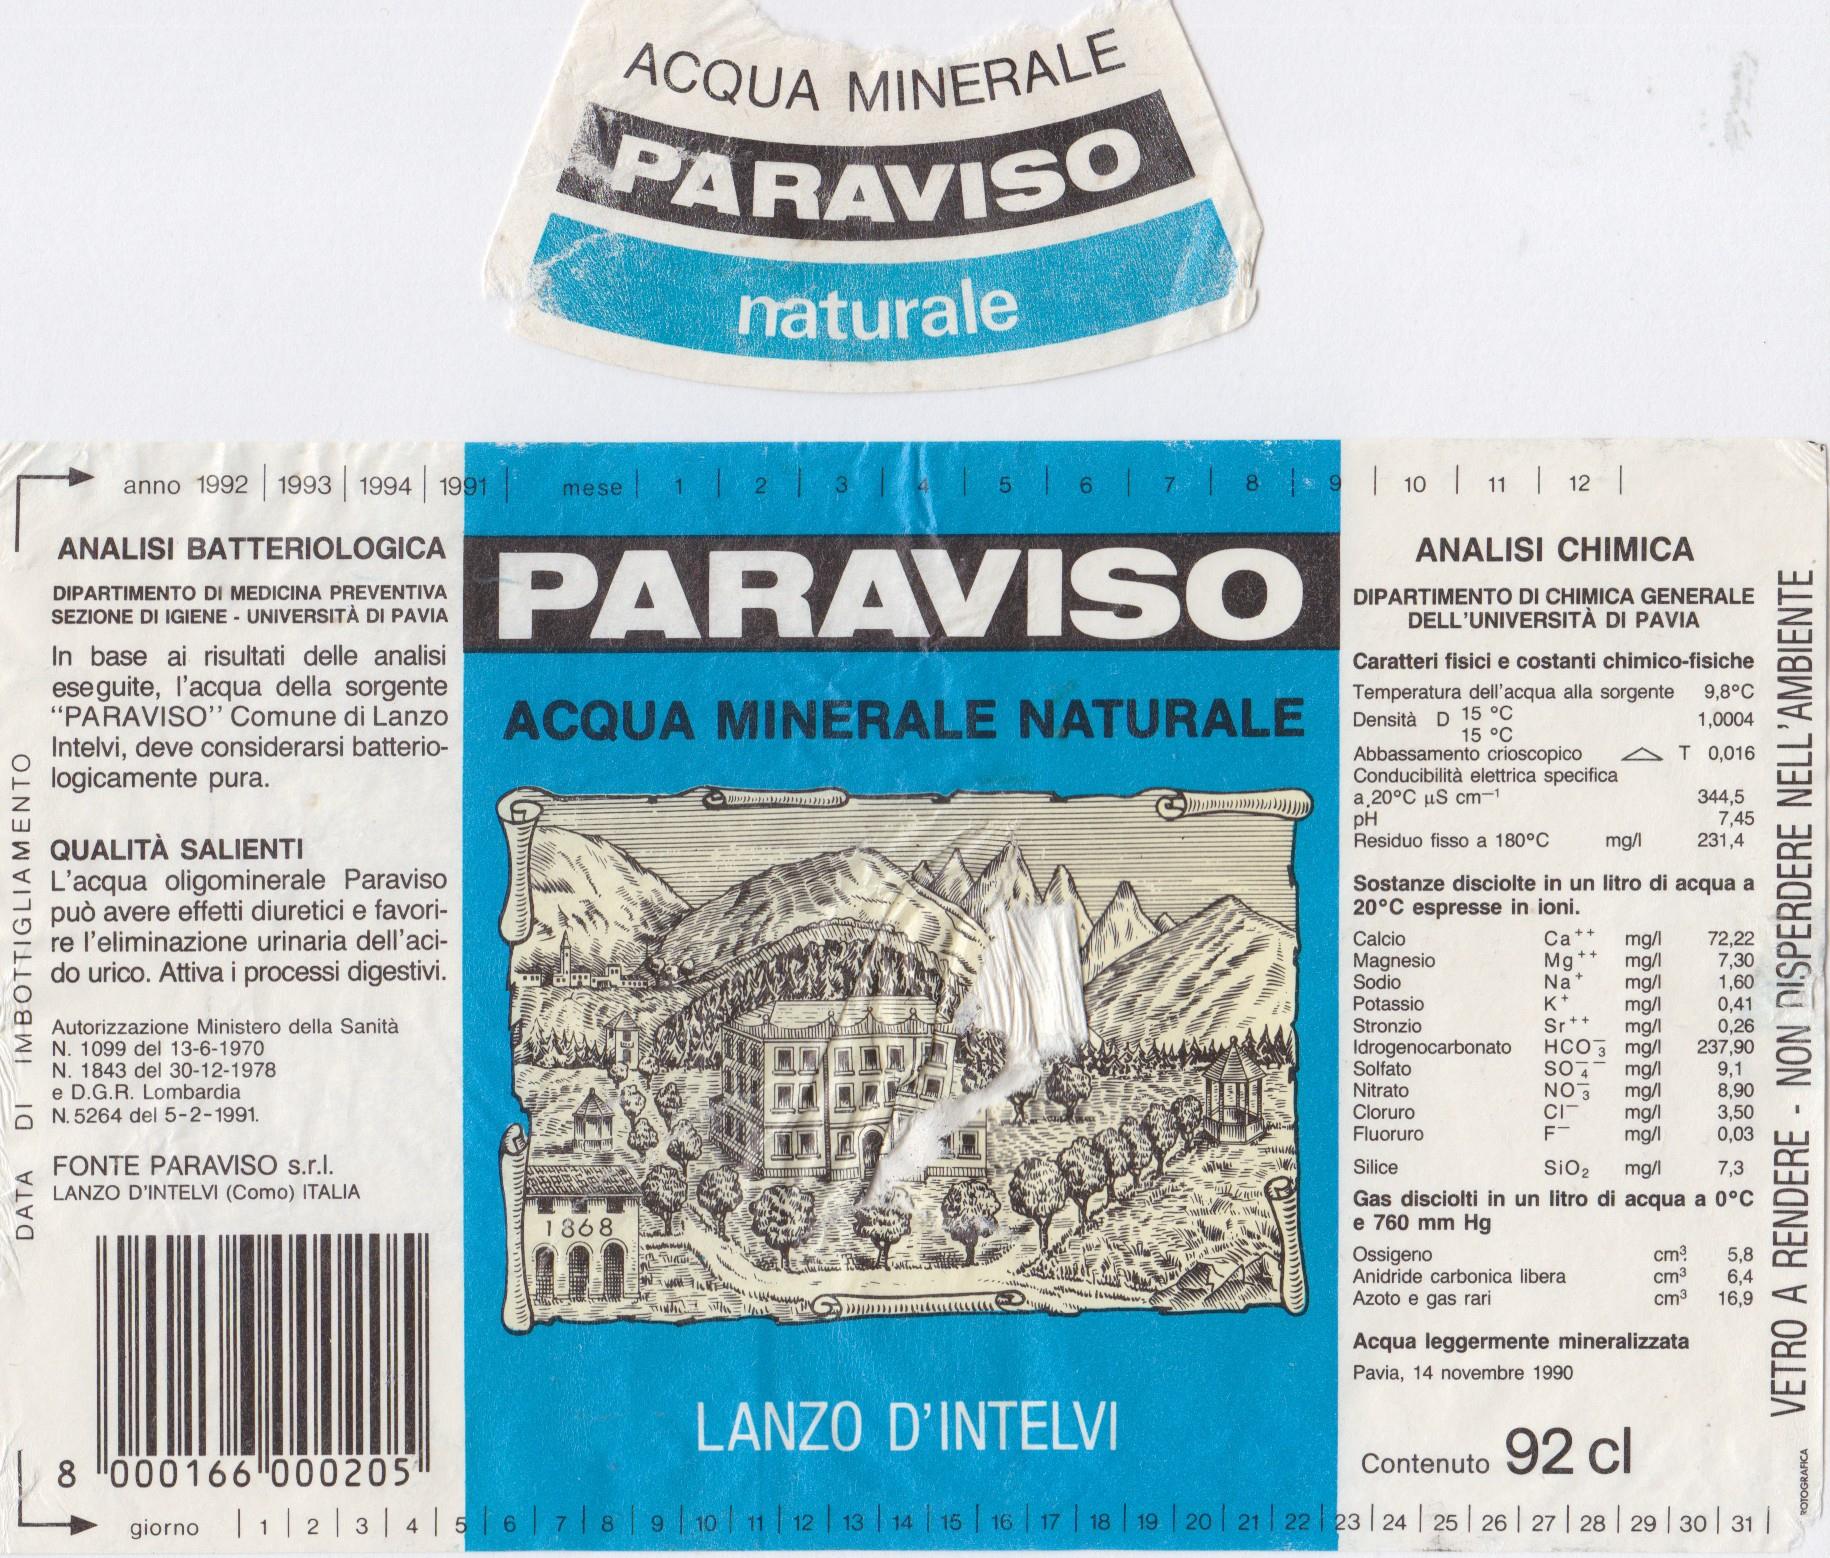 ACQUA MINERALE
PARAVISO
naturale
anno 1992 | 1993 | 1994 | 1991 | mese | 1 | 2 | 3 | 4 | 5 | 6 | 7 | 8 | 9 | 10 | 11 | 12 |
DATA DI IMBOTTIGLIAMENTO
ANALISI BATTERIOLOGICA
DIPARTIMENTO DI MEDICINA PREVENTIVA
SEZIONE DI IGIENE - UNIVERSITÀ DI PAVIA
In base ai risultati delle analisi
eseguite, l'acqua della sorgente
"PARAVISO" Comune di Lanzo
Intelvi, deve considerarsi batterio-
logicamente pura.
QUALITÀ SALIENTI
L'acqua oligominerale Paraviso
può avere effetti diuretici e favori-
re l'eliminazione urinaria dell'aci-
do urico. Attiva i processi digestivi.
Autorizzazione Ministero della Sanità
N. 1099 del 13-6-1970
N. 1843 del 30-12-1978
e D.G.R. Lombardia
N.5264 del 5-2-1991.
FONTE PARAVISO s.r.l.
LANZO D'INTELVI (Como) ITALIA
8 000166 000205
PARAVISO
ACQUA MINERALE NATURALE
1868
LANZO D'INTELVI
ANALISI CHIMICA
DIPARTIMENTO DI CHIMICA GENERALE
DELL'UNIVERSITÀ DI PAVIA
Caratteri fisici e costanti chimico-fisiche
Temperatura dell'acqua alla sorgente 9,8°C
Densità D 15 °C 1,0004
15 °C
Abbassamento crioscopico △ T 0,016
Conducibilità elettrica specifica
a 20°C µS cm⁻¹ 344,5
pH 7,45
Residuo fisso a 180°C mg/l 231,4
Sostanze disciolte in un litro di acqua a
20°C espresse in ioni.
Calcio Ca⁺⁺ mg/l 72,22
Magnesio Mg⁺⁺ mg/l 7,30
Sodio Na⁺ mg/l 1,60
Potassio K⁺ mg/l 0,41
Stronzio Sr⁺⁺ mg/l 0,26
Idrogenocarbonato HCO₃⁻ mg/l 237,90
Solfato SO₄⁻⁻ mg/l 9,1
Nitrato NO₃⁻ mg/l 8,90
Cloruro Cl⁻ mg/l 3,50
Fluoruro F⁻ mg/l 0,03
Silice SiO₂ mg/l 7,3
Gas disciolti in un litro di acqua a 0°C
e 760 mm Hg
Ossigeno cm³ 5,8
Anidride carbonica libera cm³ 6,4
Azoto e gas rari cm³ 16,9
Acqua leggermente mineralizzata
Pavia, 14 novembre 1990
Contenuto 92 cl
VETRO A RENDERE - NON DISPERDERE NELL'AMBIENTE
ROTOGRAFICA
giorno | 1 | 2 | 3 | 4 | 5 | 6 | 7 | 8 | 9 | 10 | 11 | 12 | 13 | 14 | 15 | 16 | 17 | 18 | 19 | 20 | 21 | 22 | 23 | 24 | 25 | 26 | 27 | 28 | 29 | 30 | 31 |